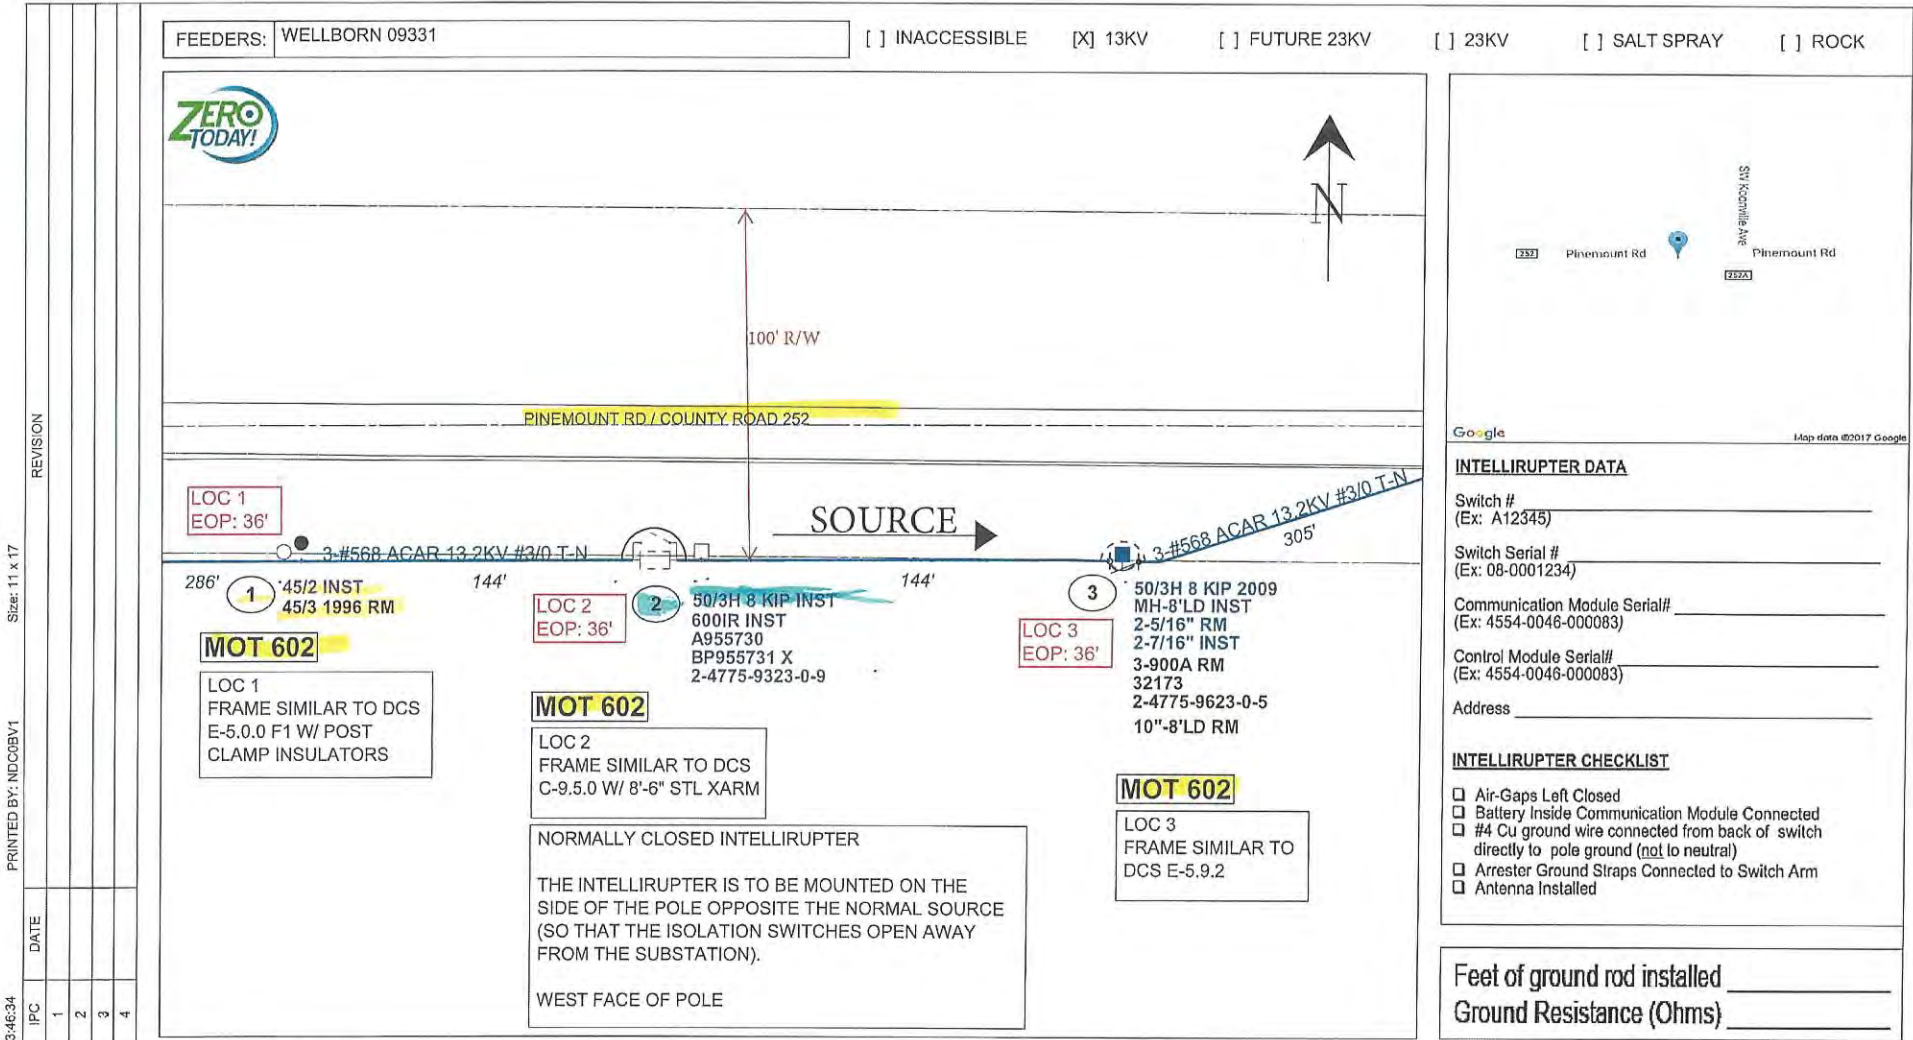 FEEDERS: WELLBORN 09331
[ ] INACCESSIBLE [X] 13KV [ ] FUTURE 23KV [ ] 23KV [ ] SALT SPRAY [ ] ROCK
ZERO
TODAY!
N
100' R/W
PINEMOUNT RD / COUNTY ROAD 252
LOC 1
EOP: 36'
SOURCE
3-#568 ACAR 13.2KV #3/0 T-N
3-#568 ACAR 13.2KV #3/0 T-N
305'
286'
144'
144'
1
45/2 INST
45/3 1996 RM
MOT 602
LOC 1
FRAME SIMILAR TO DCS
E-5.0.0 F1 W/ POST
CLAMP INSULATORS
LOC 2
EOP: 36'
2
50/3H 8 KIP INST
600IR INST
A955730
BP955731 X
2-4775-9323-0-9
MOT 602
LOC 2
FRAME SIMILAR TO DCS
C-9.5.0 W/ 8'-6" STL XARM
NORMALLY CLOSED INTELLIRUPTER
THE INTELLIRUPTER IS TO BE MOUNTED ON THE
SIDE OF THE POLE OPPOSITE THE NORMAL SOURCE
(SO THAT THE ISOLATION SWITCHES OPEN AWAY
FROM THE SUBSTATION).
WEST FACE OF POLE
3
LOC 3
EOP: 36'
50/3H 8 KIP 2009
MH-8'LD INST
2-5/16" RM
2-7/16" INST
3-900A RM
32173
2-4775-9623-0-5
10"-8'LD RM
MOT 602
LOC 3
FRAME SIMILAR TO
DCS E-5.9.2
SW Koonville Ave
252
Pinemount Rd
Pinemount Rd
252A
Google
Map data ©2017 Google
INTELLIRUPTER DATA
Switch #
(Ex: A12345)
Switch Serial #
(Ex: 08-0001234)
Communication Module Serial#
(Ex: 4554-0046-000083)
Control Module Serial#
(Ex: 4554-0046-000083)
Address
INTELLIRUPTER CHECKLIST
❑ Air-Gaps Left Closed
❑ Battery Inside Communication Module Connected
❑ #4 Cu ground wire connected from back of switch
directly to pole ground (not to neutral)
❑ Arrester Ground Straps Connected to Switch Arm
❑ Antenna Installed
Feet of ground rod installed
Ground Resistance (Ohms)
REVISION
DATE
IPC
1
2
3
4
Size: 11 x 17
PRINTED BY: NDC0BV1
3:46:34